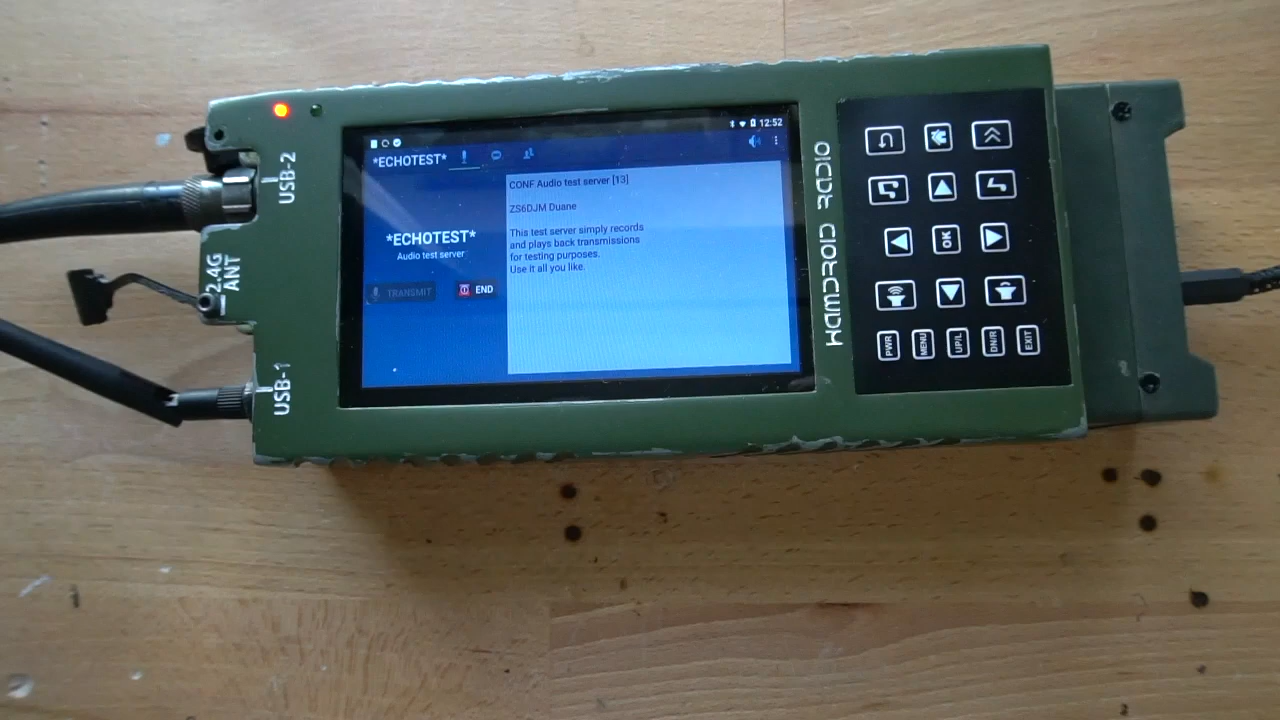 USB-2
2.4G
ANT
USB-1
12:52
*ECHOTEST*
*ECHOTEST*
Audio test server
TRANSMIT
END
CONF Audio test server [13]
ZS6DJM Duane
This test server simply records
and plays back transmissions
for testing purposes.
Use it all you like.
HAMDROID RADIO
OK
PWR
MENU
UP/L
DN/R
EXIT